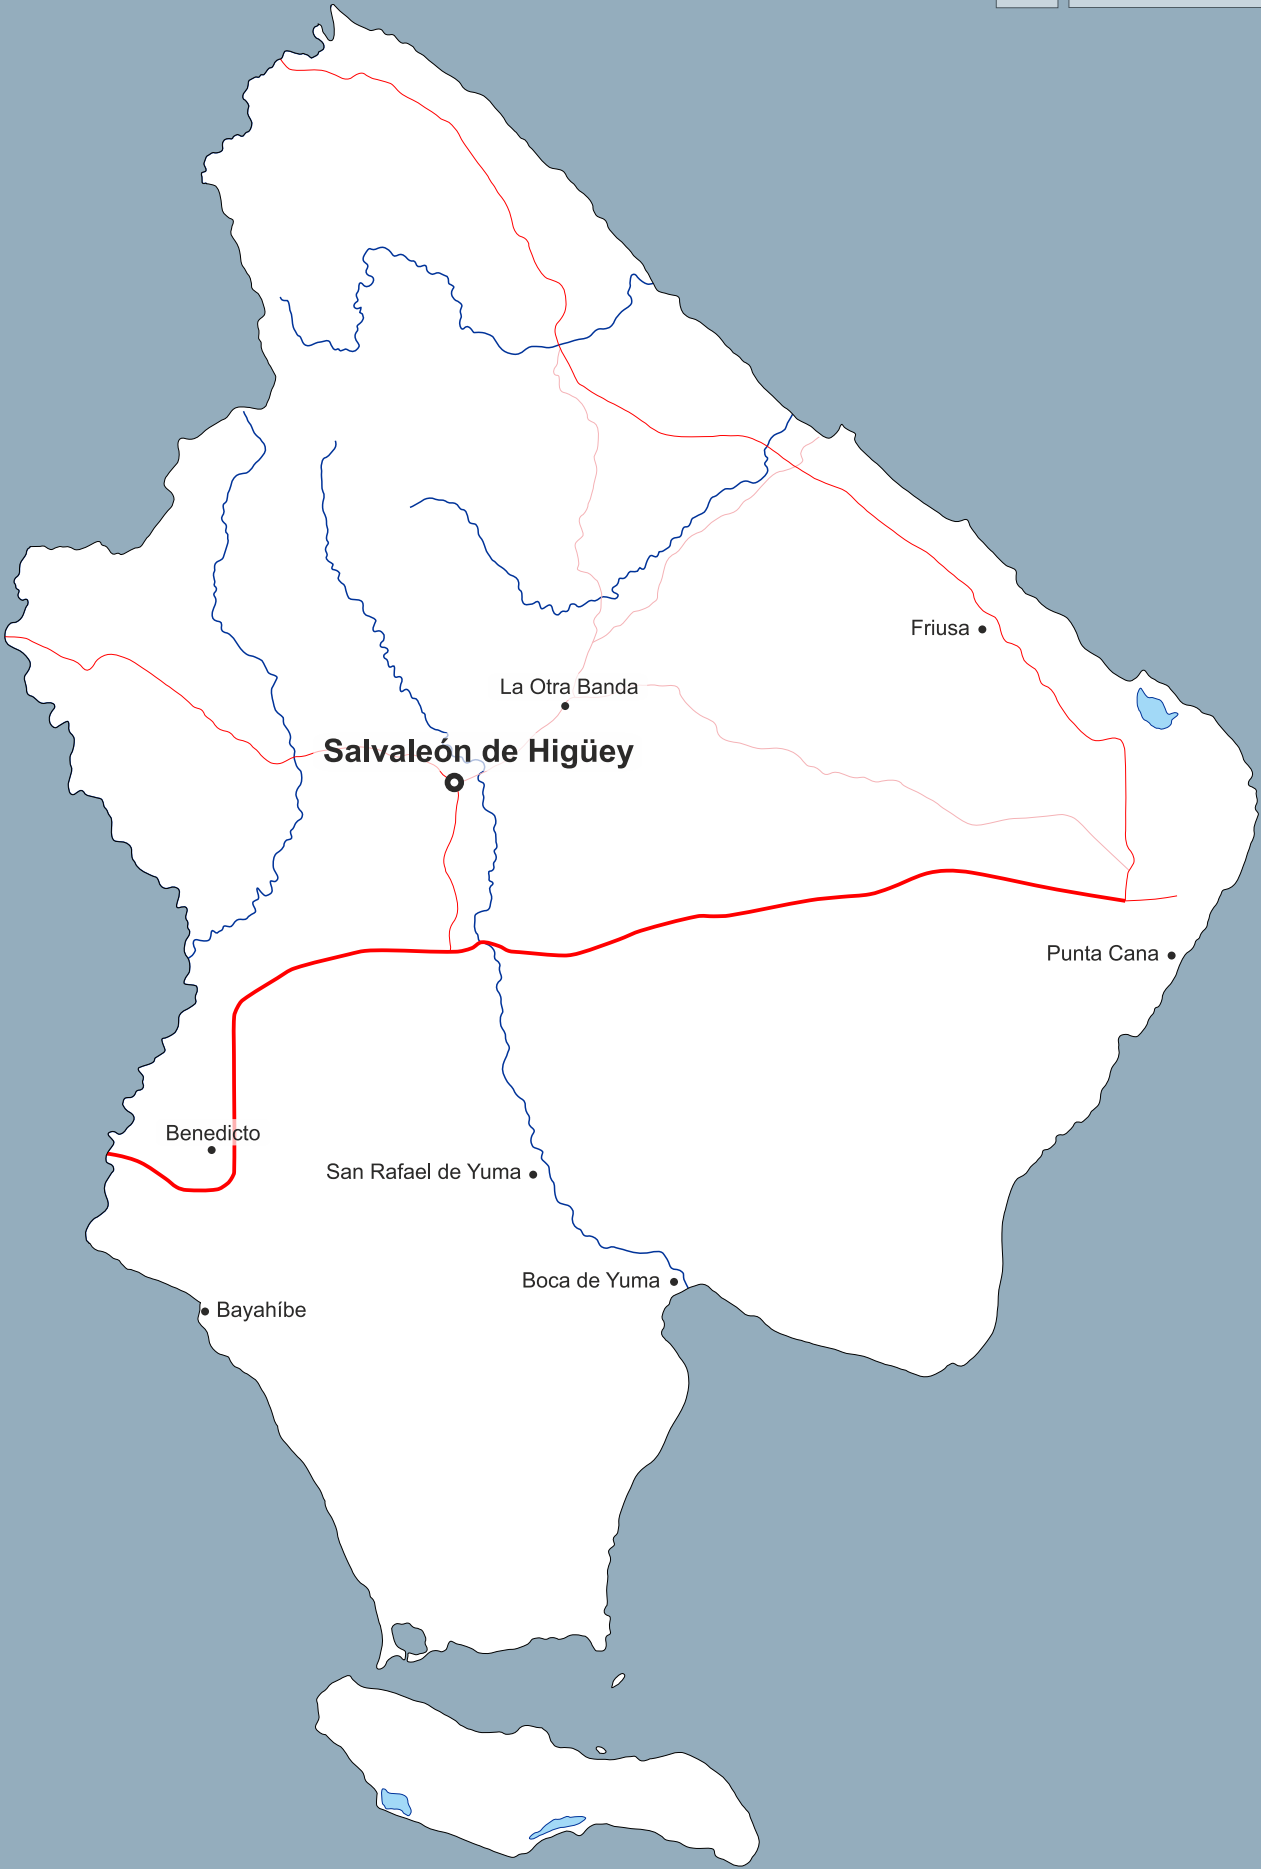 Friusa
La Otra Banda
Salvaleón de Higüey
Punta Cana
Benedicto
San Rafael de Yuma
Boca de Yuma
Bayahíbe